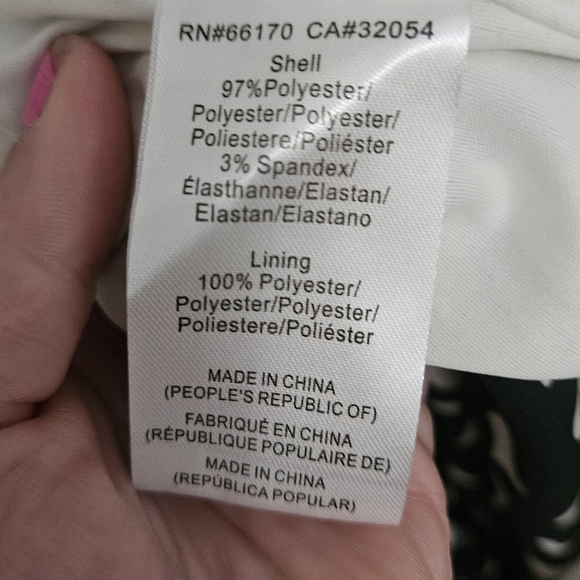 RN#66170 CA#32054
Shell
97%Polyester/
Polyester/Polyester/
Poliestere/Poliéster
3% Spandex/
Élasthanne/Elastan/
Elastan/Elastano
Lining
100% Polyester/
Polyester/Polyester/
Poliestere/Poliéster
MADE IN CHINA
(PEOPLE'S REPUBLIC OF)
FABRIQUÉ EN CHINA
(RÉPUBLIQUE POPULAIRE DE)
MADE IN CHINA
(REPÚBLICA POPULAR)